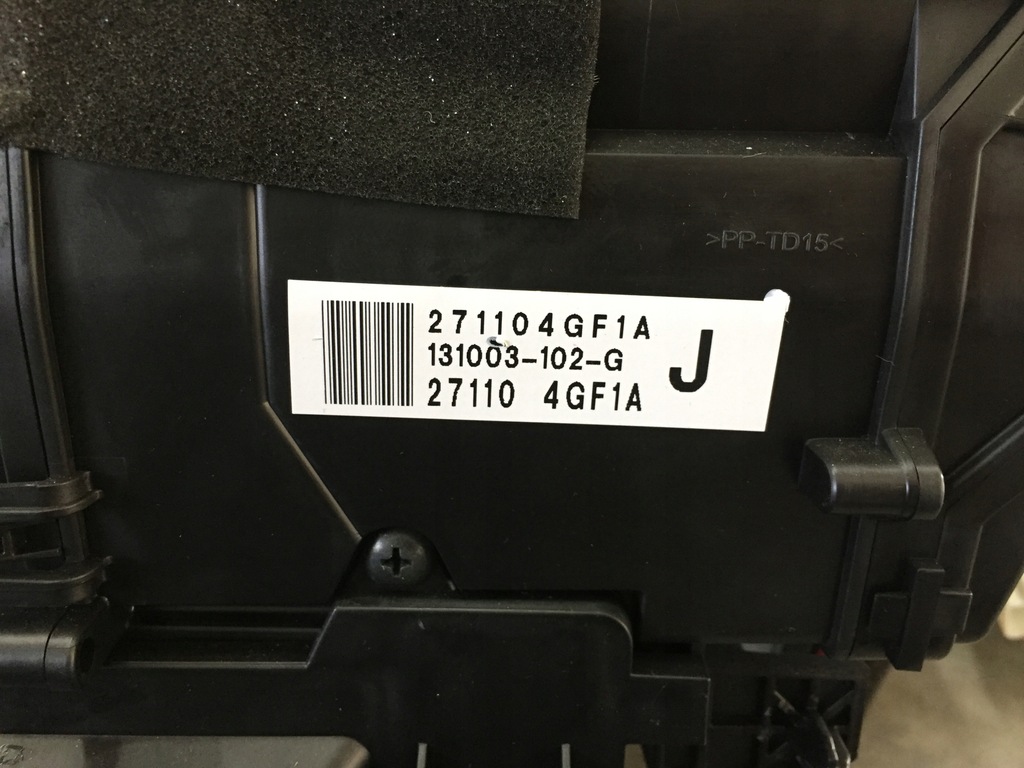 >PP-TD15<
271104GF1A
131003-102-G
27110 4GF1A
J